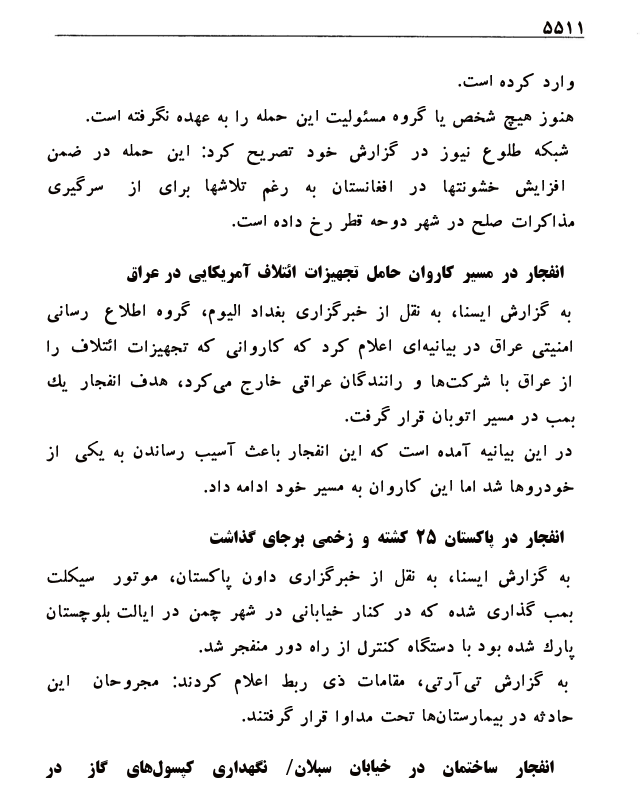 ۵۵۱۱
وارد کرده است.
هنوز هیچ شخص یا گروه مسئولیت این حمله را به عهده نگرفته است.
شبکه طلوع نیوز در گزارش خود تصریح کرد: این حمله در ضمن
افزایش خشونتها در افغانستان به رغم تلاشها برای از سرگیری
مذاکرات صلح در شهر دوحه قطر رخ داده است.
انفجار در مسیر کاروان حامل تجهیزات ائتلاف آمریکایی در عراق
به گزارش ایسنا، به نقل از خبرگزاری بغداد الیوم، گروه اطلاع رسانی
امنیتی عراق در بیانیه‌ای اعلام کرد که کاروانی که تجهیزات ائتلاف را
از عراق با شرکت‌ها و رانندگان عراقی خارج می‌کرد، هدف انفجار یك
بمب در مسیر اتوبان قرار گرفت.
در این بیانیه آمده است که این انفجار باعث آسیب رساندن به یکی از
خودروها شد اما این کاروان به مسیر خود ادامه داد.
انفجار در پاکستان ۲۵ کشته و زخمی برجای گذاشت
به گزارش ایسنا، به نقل از خبرگزاری داون پاکستان، موتور سیکلت
بمب گذاری شده که در کنار خیابانی در شهر چمن در ایالت بلوچستان
پارك شده بود با دستگاه کنترل از راه دور منفجر شد.
به گزارش تی‌آرتی، مقامات ذی ربط اعلام کردند: مجروحان این
حادثه در بیمارستان‌ها تحت مداوا قرار گرفتند.
انفجار ساختمان در خیابان سبلان/ نگهداری کپسول‌های گاز در